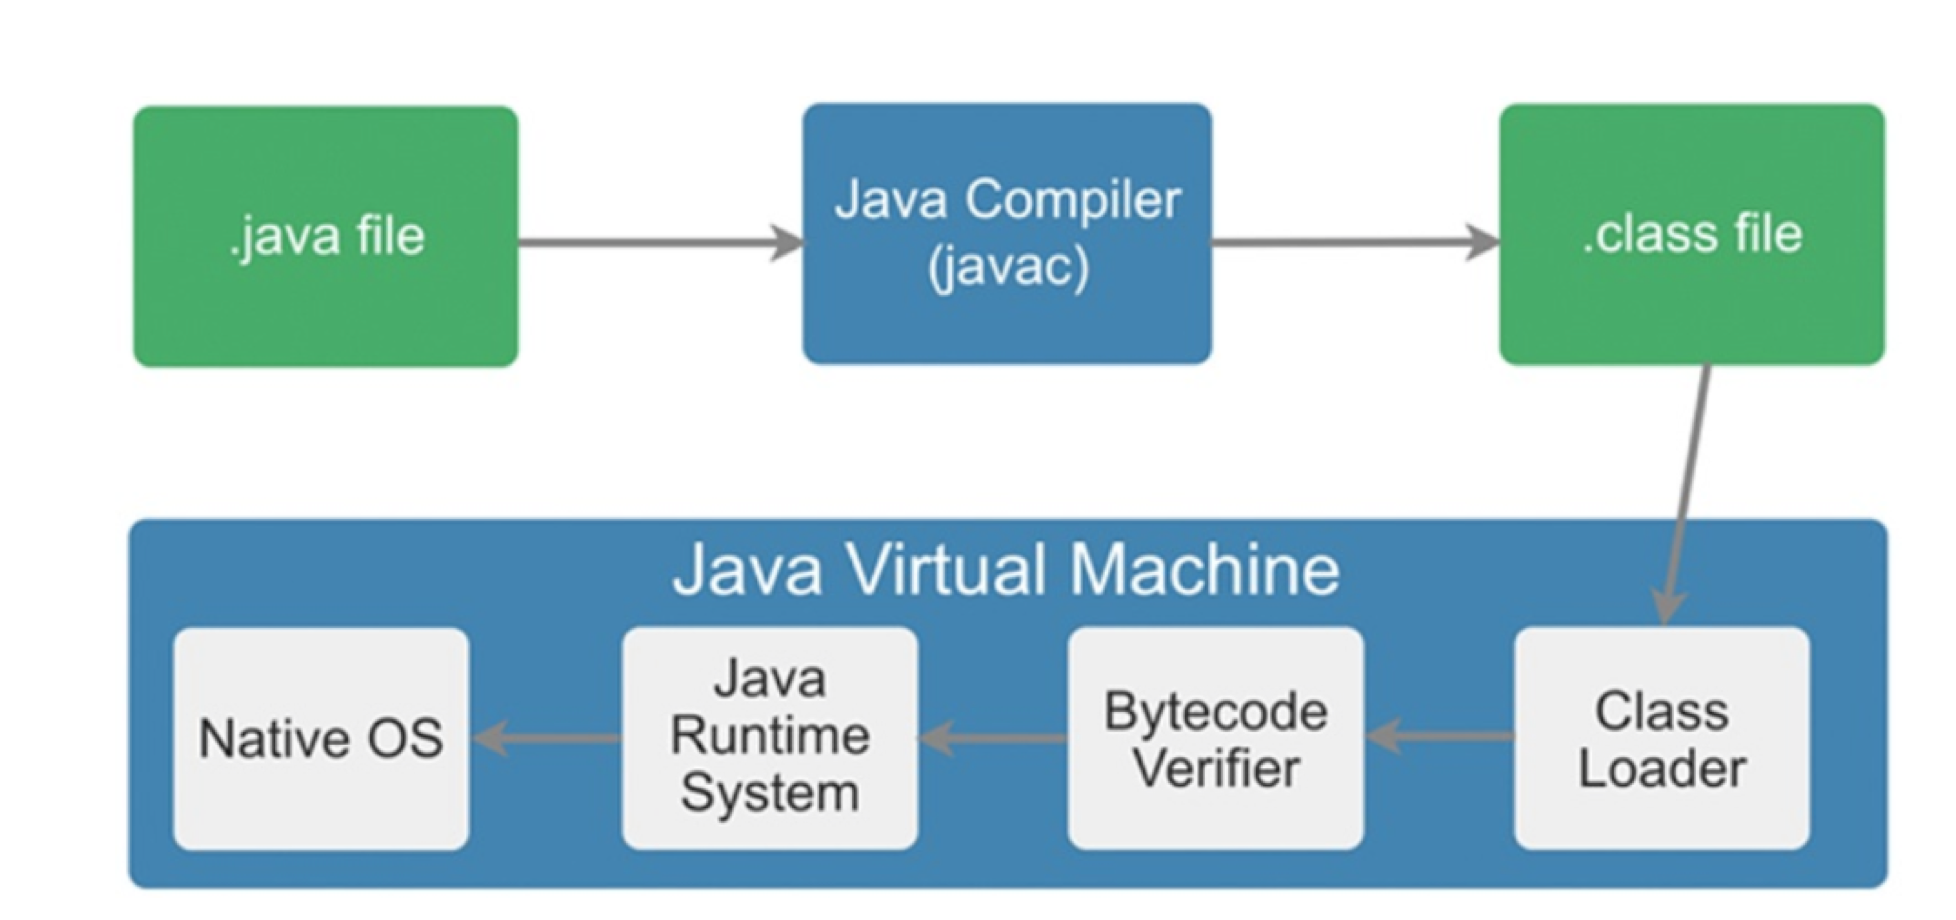 .java file
Java Compiler
(javac)
.class file
Java Virtual Machine
Native OS
Java
Runtime
System
Bytecode
Verifier
Class
Loader